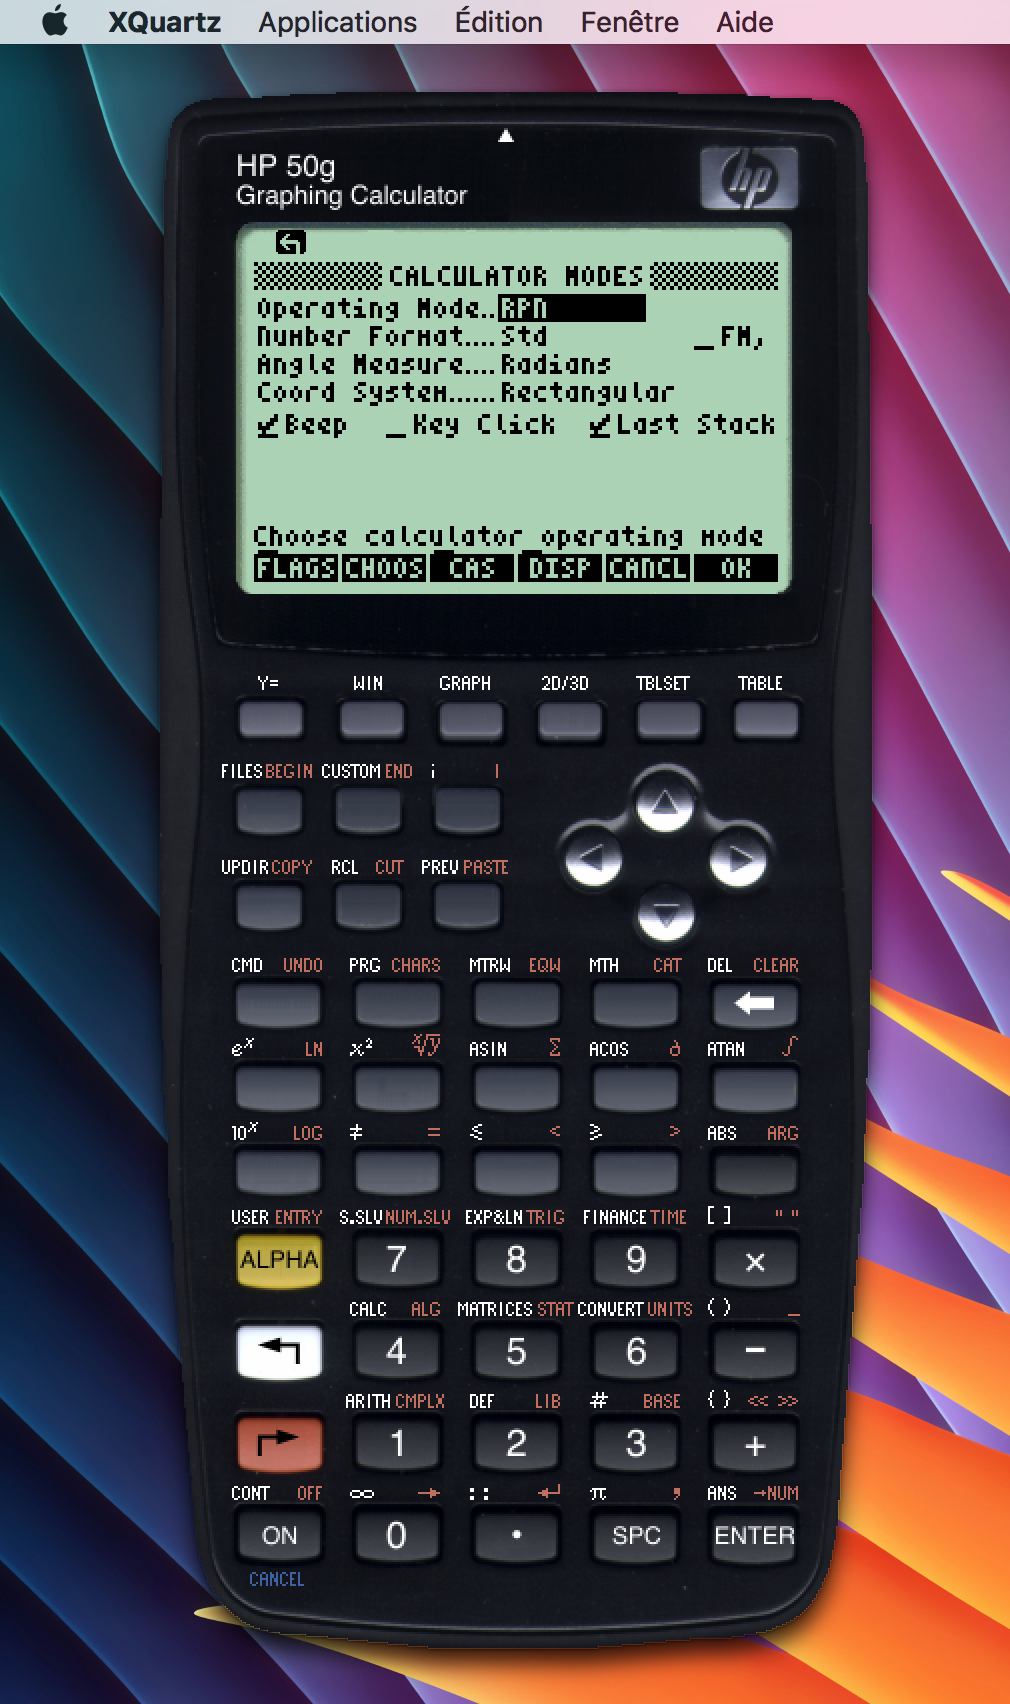 XQuartz Applications Édition Fenêtre Aide
HP 50g
Graphing Calculator
hp
CALCULATOR MODES
Operating Mode..RPN
Number Format....Std _FM,
Angle Measure....Radians
Coord System......Rectangular
✓Beep _Key Click ✓Last Stack
Choose calculator operating mode
FLAGS CHOOS CAS DISP CANCL OK
Y= WIN GRAPH 2D/3D TBLSET TABLE
FILES BEGIN CUSTOM END i |
UPDIR COPY RCL CUT PREV PASTE
CMD UNDO PRG CHARS MTRW EQW MTH CAT DEL CLEAR
eˣ LN x² ˣ√y ASIN Σ ACOS ∂ ATAN ∫
10ˣ LOG ≠ = ≤ < ≥ > ABS ARG
USER ENTRY S.SLV NUM.SLV EXP&LN TRIG FINANCE TIME [ ] " "
ALPHA 7 8 9 ×
CALC ALG MATRICES STAT CONVERT UNITS ( ) _
4 5 6 −
ARITH CMPLX DEF LIB # BASE { } << >>
1 2 3 +
CONT OFF ∞ → : : ↵ π , ANS →NUM
ON 0 . SPC ENTER
CANCEL